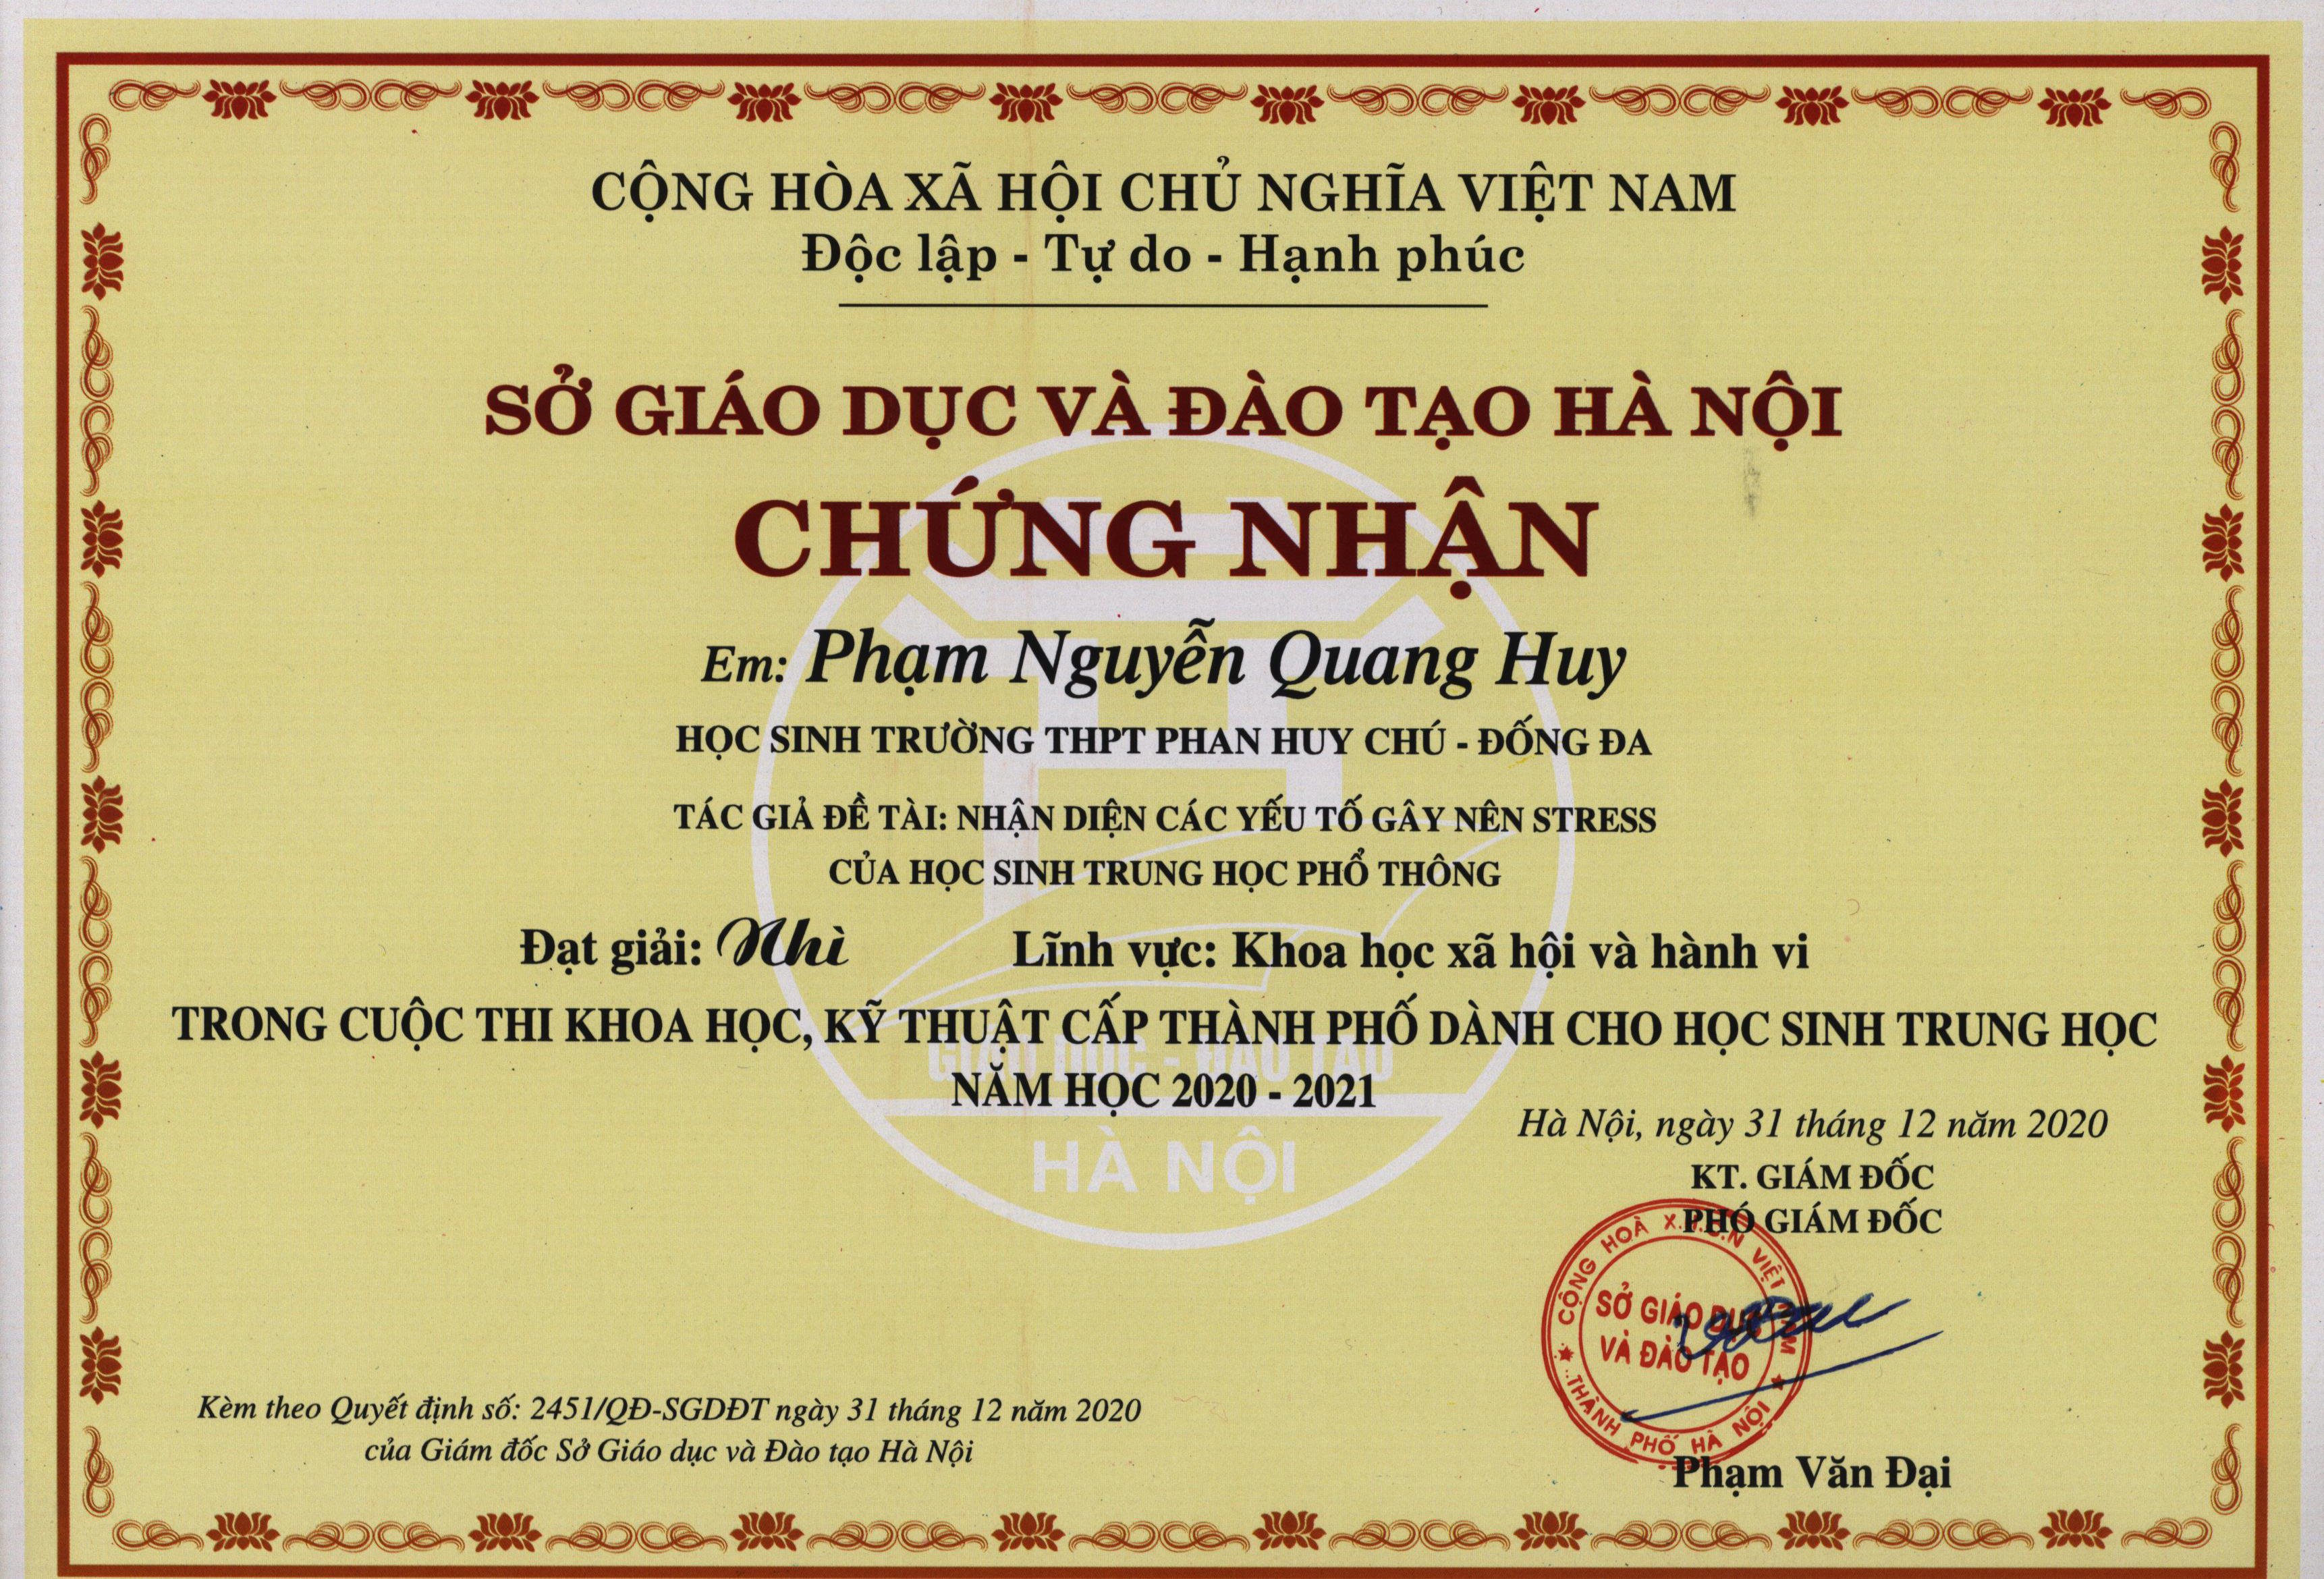 CỘNG HÒA XÃ HỘI CHỦ NGHĨA VIỆT NAM
Độc lập - Tự do - Hạnh phúc
SỞ GIÁO DỤC VÀ ĐÀO TẠO HÀ NỘI
CHỨNG NHẬN
Em: Phạm Nguyễn Quang Huy
HỌC SINH TRƯỜNG THPT PHAN HUY CHÚ - ĐỐNG ĐA
TÁC GIẢ ĐỀ TÀI: NHẬN DIỆN CÁC YẾU TỐ GÂY NÊN STRESS
CỦA HỌC SINH TRUNG HỌC PHỔ THÔNG
Đạt giải: Nhì Lĩnh vực: Khoa học xã hội và hành vi
TRONG CUỘC THI KHOA HỌC, KỸ THUẬT CẤP THÀNH PHỐ DÀNH CHO HỌC SINH TRUNG HỌC
GIÁO DỤC - ĐÀO TẠO
NĂM HỌC 2020 - 2021
HÀ NỘI
Hà Nội, ngày 31 tháng 12 năm 2020
KT. GIÁM ĐỐC
PHÓ GIÁM ĐỐC
CỘNG HOÀ X.H.C.N VIỆT NAM
SỞ GIÁO DỤC
VÀ ĐÀO TẠO
THÀNH PHỐ HÀ NỘI
Phạm Văn Đại
Kèm theo Quyết định số: 2451/QĐ-SGDĐT ngày 31 tháng 12 năm 2020
của Giám đốc Sở Giáo dục và Đào tạo Hà Nội